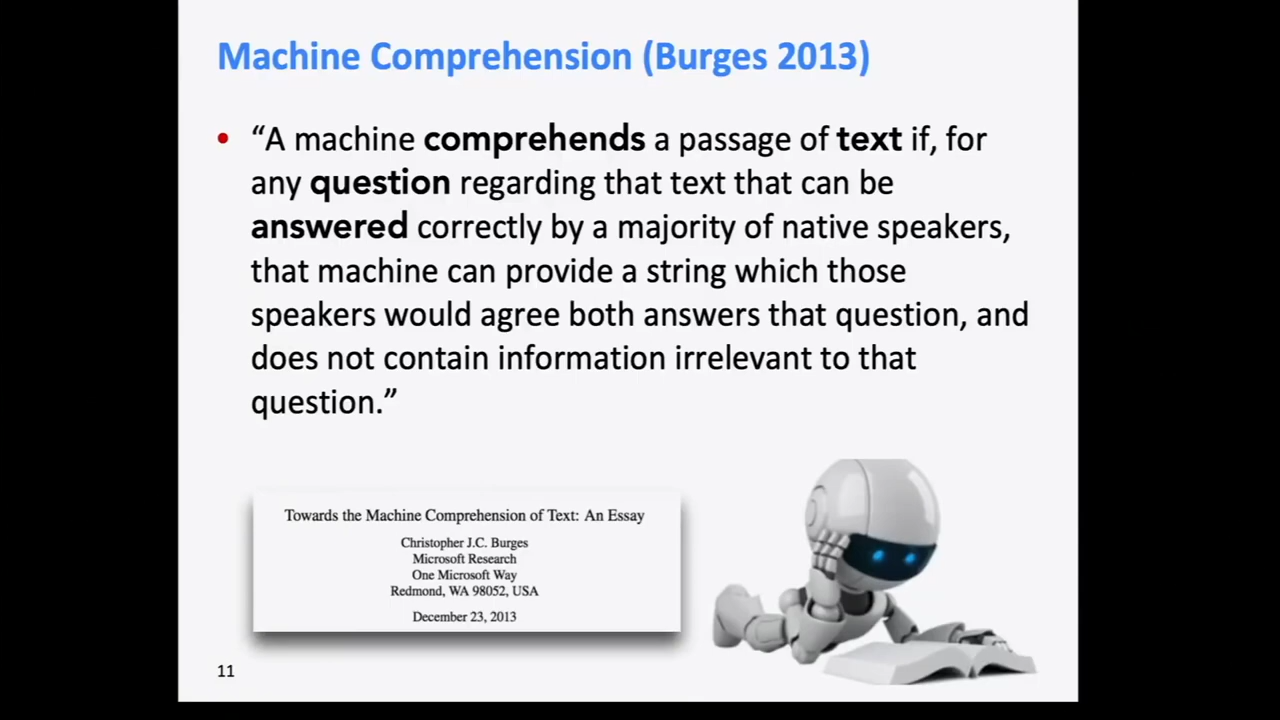 Machine Comprehension (Burges 2013)
• “A machine comprehends a passage of text if, for
any question regarding that text that can be
answered correctly by a majority of native speakers,
that machine can provide a string which those
speakers would agree both answers that question, and
does not contain information irrelevant to that
question.”
Towards the Machine Comprehension of Text: An Essay
Christopher J.C. Burges
Microsoft Research
One Microsoft Way
Redmond, WA 98052, USA
December 23, 2013
11